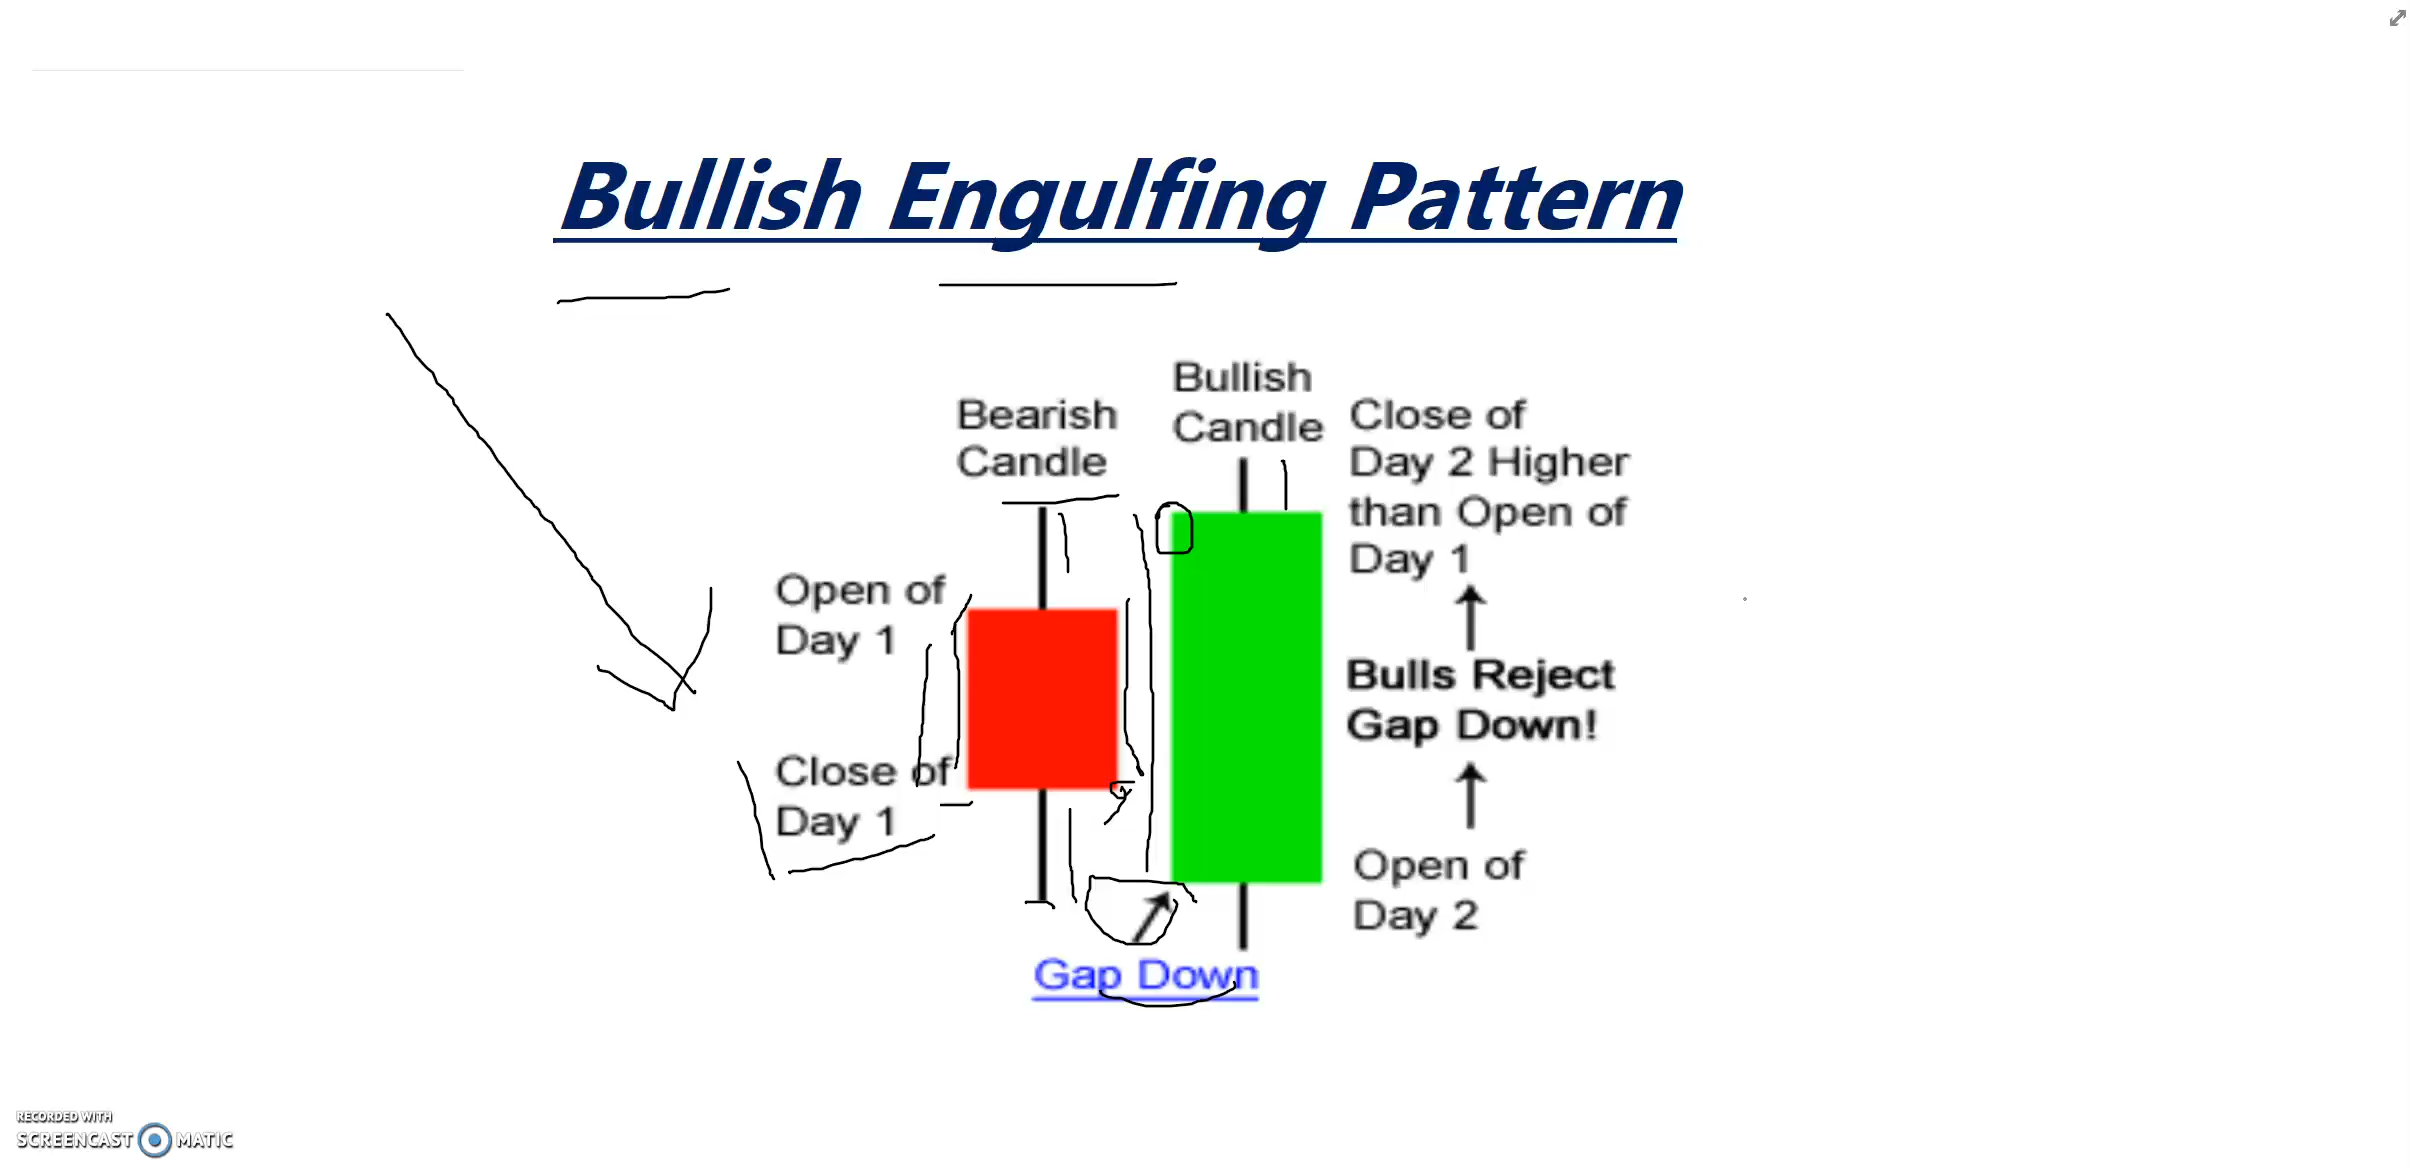 Bullish Engulfing Pattern
Bearish
Candle
Bullish
Candle
Close of
Day 2 Higher
than Open of
Day 1
Open of
Day 1
Bulls Reject
Gap Down!
Close of
Day 1
Open of
Day 2
Gap Down
RECORDED WITH
SCREENCAST MATIC